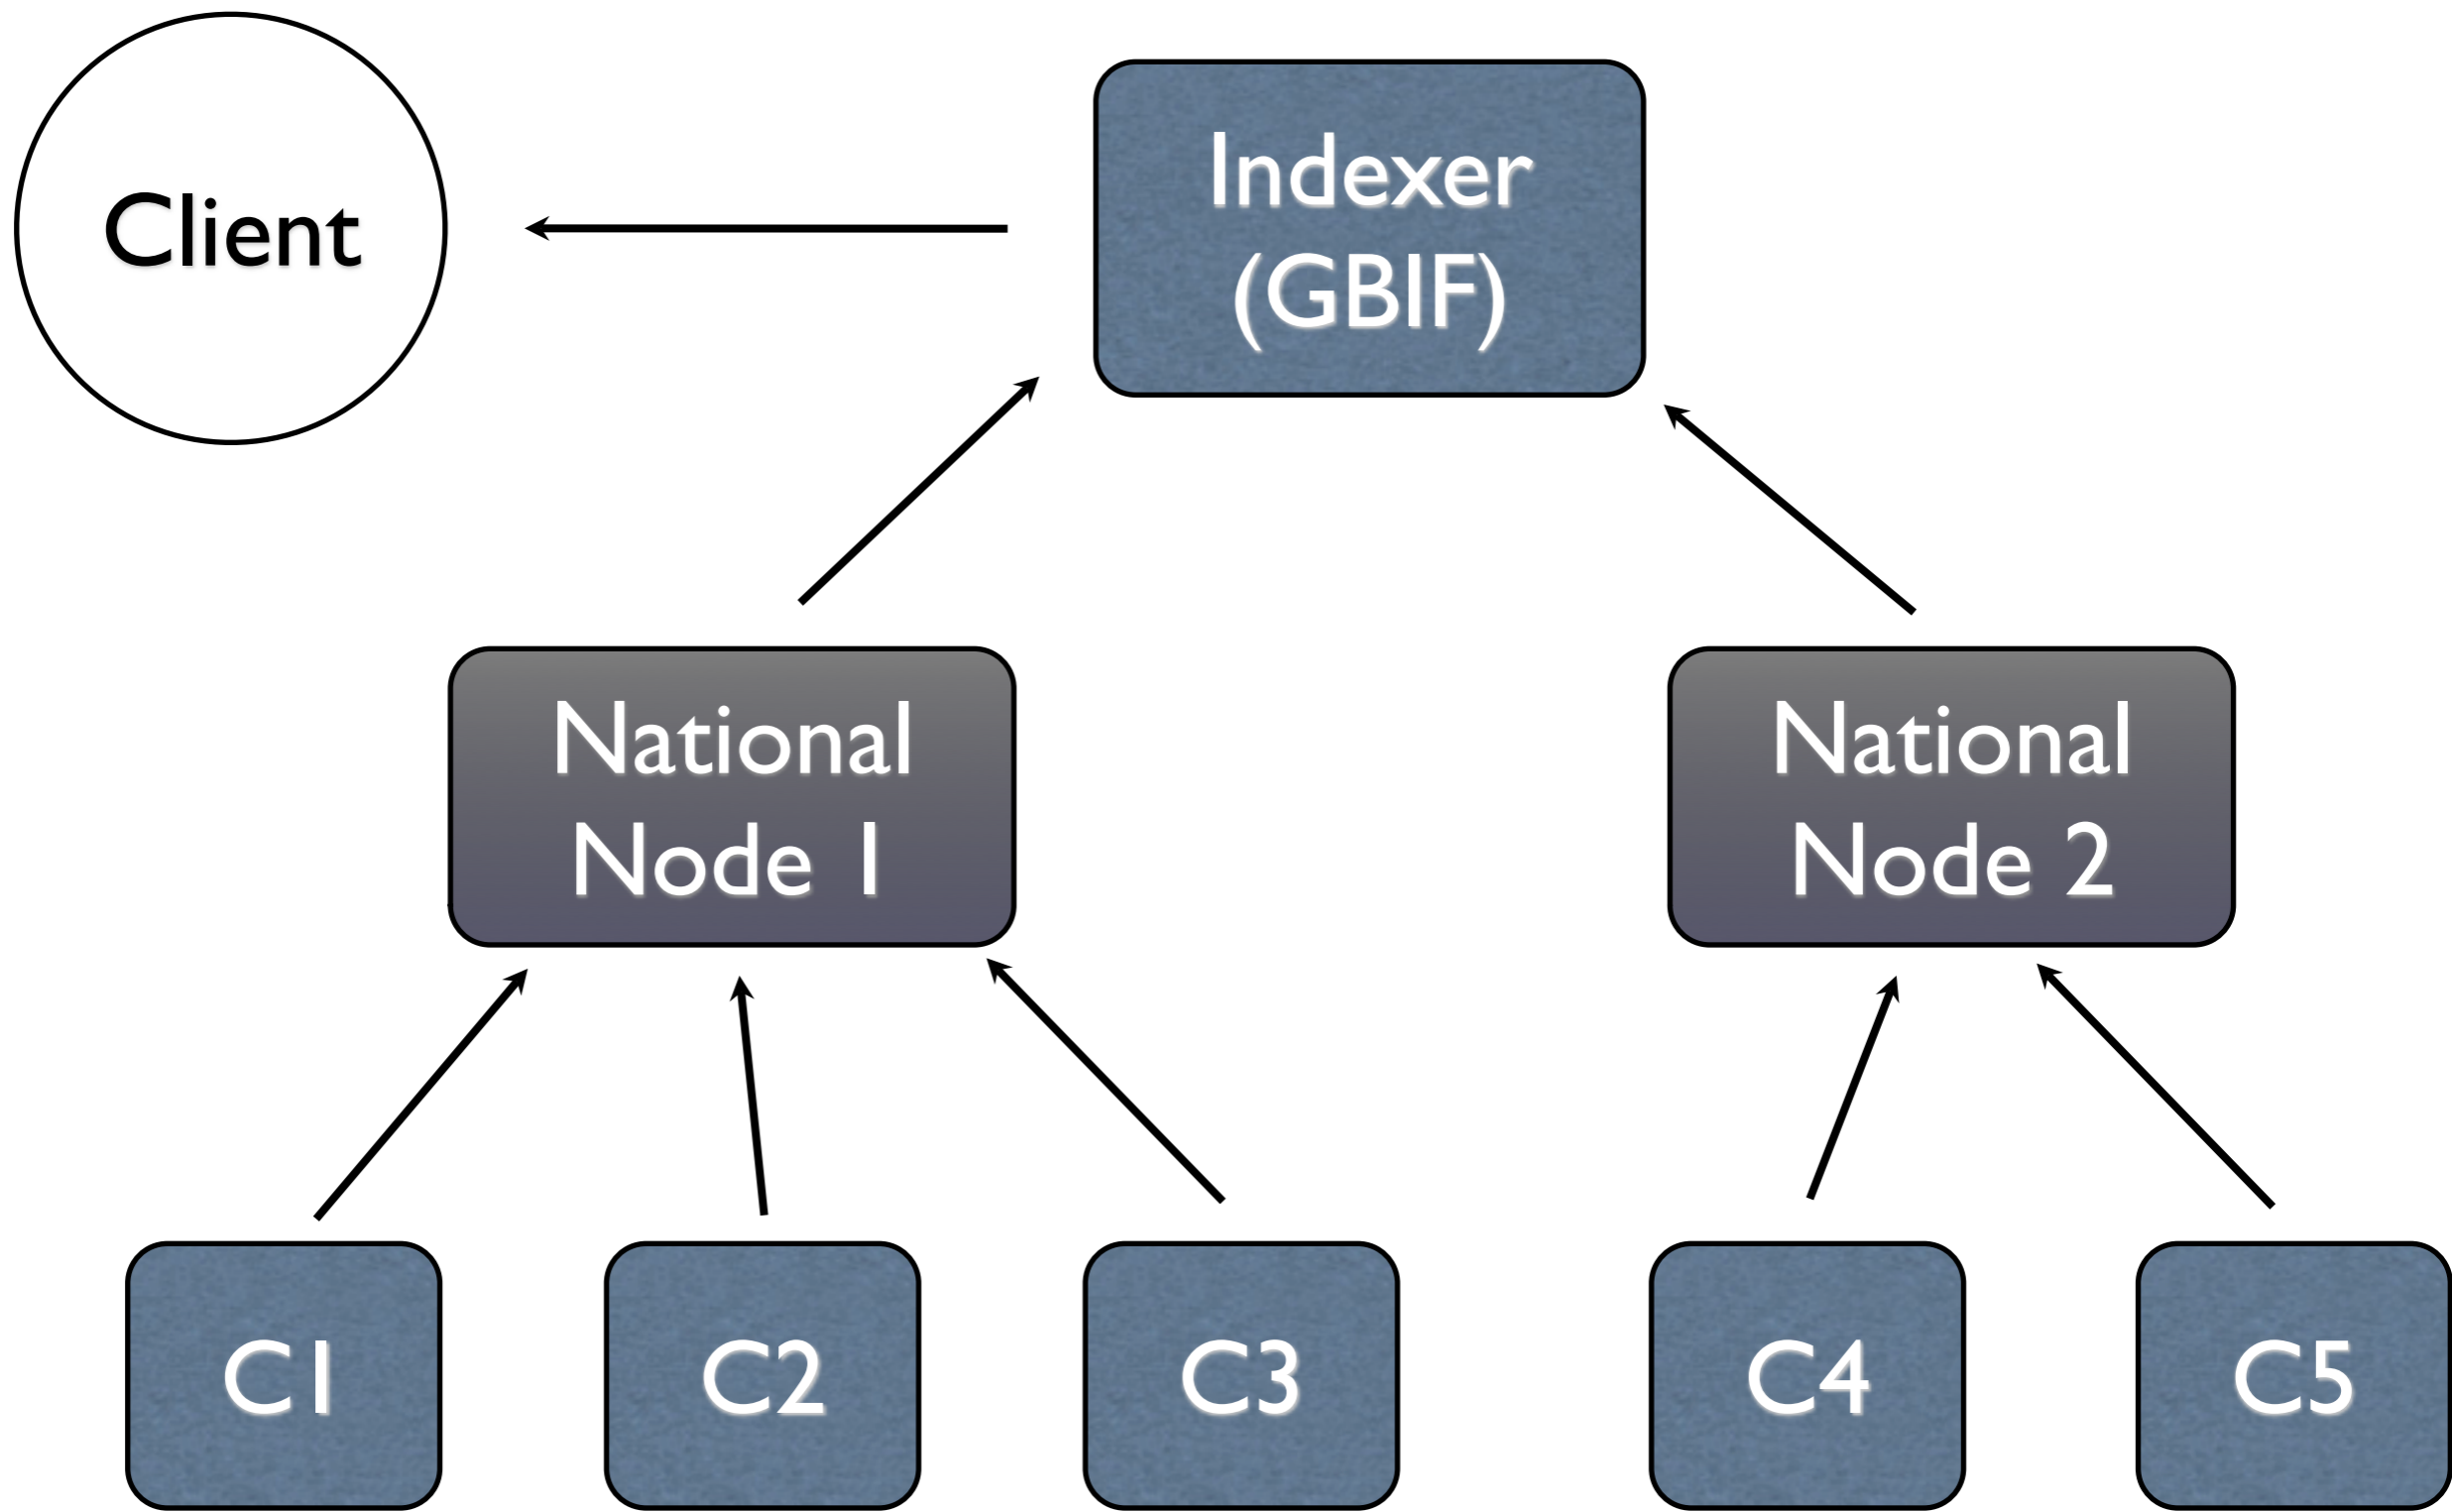 Client
Indexer
(GBIF)
National
Node 1
National
Node 2
C1
C2
C3
C4
C5